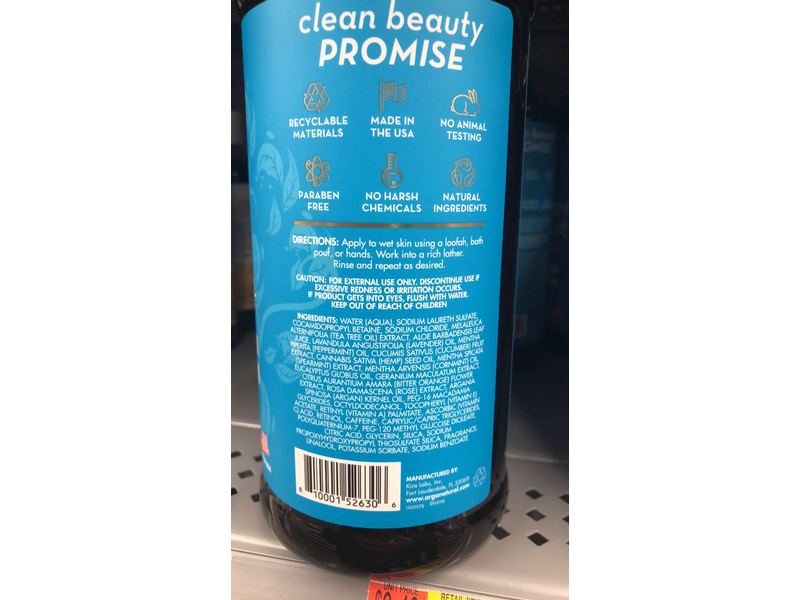 clean beauty
PROMISE
RECYCLABLE
MATERIALS
MADE IN
THE USA
NO ANIMAL
TESTING
PARABEN
FREE
NO HARSH
CHEMICALS
NATURAL
INGREDIENTS
DIRECTIONS: Apply to wet skin using a loofah, bath
pouf, or hands. Work into a rich lather.
Rinse and repeat as desired.
CAUTION: FOR EXTERNAL USE ONLY. DISCONTINUE USE IF
EXCESSIVE REDNESS OR IRRITATION OCCURS.
IF PRODUCT GETS INTO EYES, FLUSH WITH WATER.
KEEP OUT OF REACH OF CHILDREN
INGREDIENTS: WATER (AQUA), SODIUM LAURETH SULFATE,
COCAMIDOPROPYL BETAINE, SODIUM CHLORIDE, MELALEUCA
ALTERNIFOLIA (TEA TREE OIL) EXTRACT, ALOE BARBADENSIS LEAF
JUICE, LAVANDULA ANGUSTIFOLIA (LAVENDER) OIL, MENTHA
PIPERITA (PEPPERMINT) OIL, CUCUMIS SATIVUS (CUCUMBER) FRUIT
EXTRACT, CANNABIS SATIVA (HEMP) SEED OIL, MENTHA SPICATA
(SPEARMINT) EXTRACT, MENTHA ARVENSIS (CORNMINT) OIL,
EUCALYPTUS GLOBUS OIL, GERANIUM MACULATUM EXTRACT,
CITRUS AURANTIUM AMARA (BITTER ORANGE) FLOWER
EXTRACT, ROSA DAMASCENA (ROSE) EXTRACT, ARGANIA
SPINOSA (ARGAN) KERNEL OIL, PEG-16 MACADAMIA
GLYCERIDES, OCTYLDODECANOL, TOCOPHERYL (VITAMIN E)
ACETATE, RETINYL (VITAMIN A) PALMITATE, ASCORBIC (VITAMIN
C) ACID, RETINOL, CAFFEINE, CAPRYLIC/CAPRIC TRIGLYCERIDES,
POLYQUATERNIUM-7, PEG-120 METHYL GLUCOSE DIOLEATE,
CITRIC ACID, GLYCERIN, SILICA, SODIUM
PROPOXYHYDROXYPROPYL THIOSULFATE SILICA, FRAGRANCE,
LINALOOL, POTASSIUM SORBATE, SODIUM BENZOATE
8 10001 52630 6
MANUFACTURED BY:
Kira Labs, Inc.
Fort Lauderdale, FL 33069
www.arganatural.com
UNIT PRICE